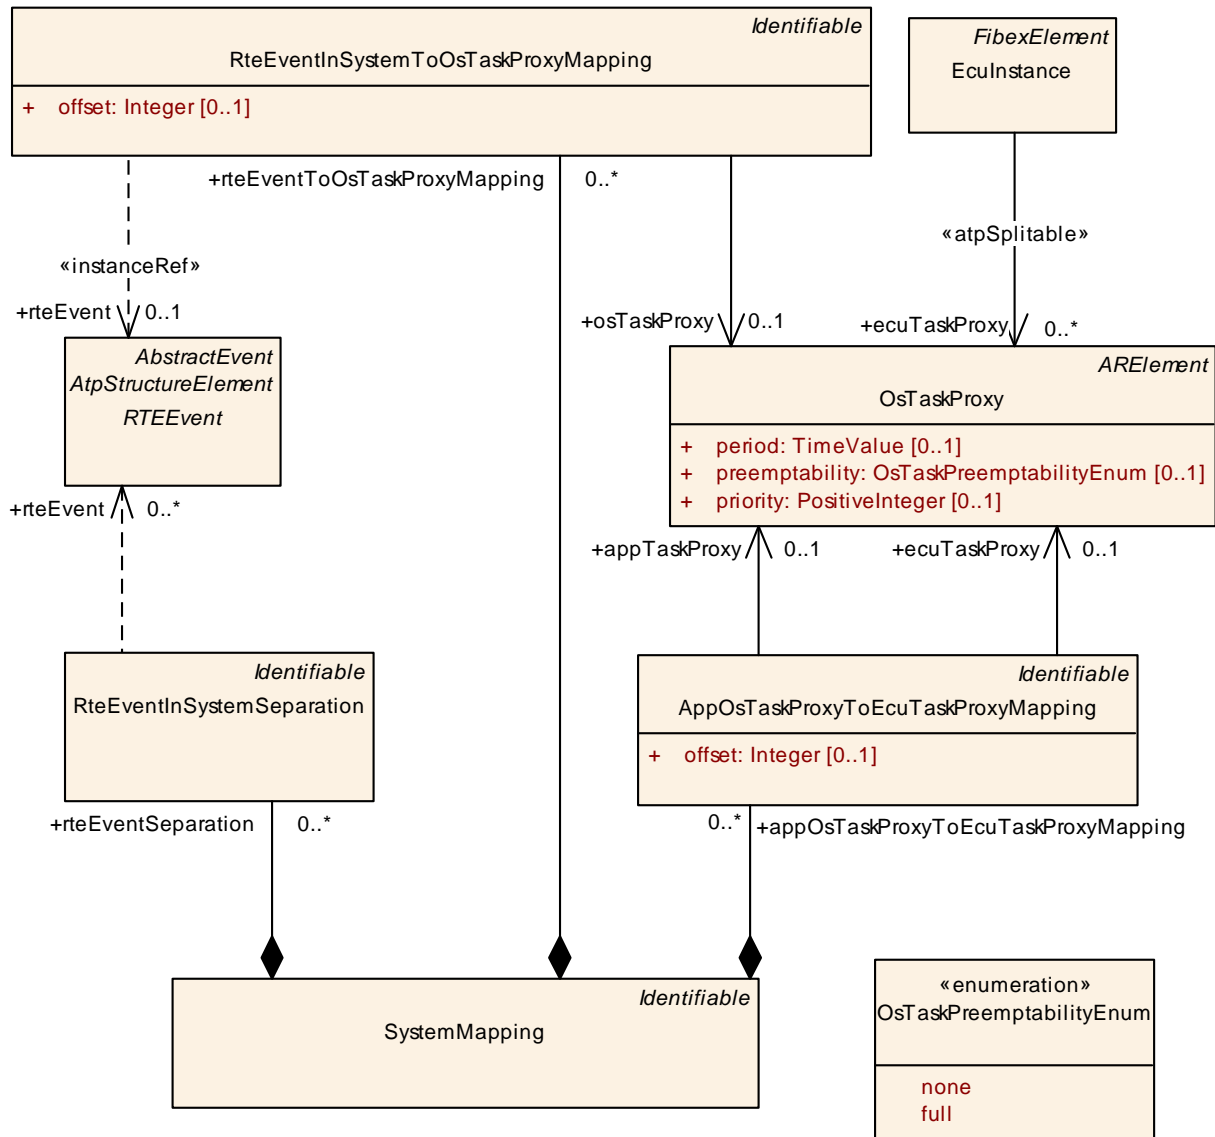 Identifiable
RteEventInSystemToOsTaskProxyMapping
+ offset: Integer [0..1]
FibexElement
EcuInstance
+rteEventToOsTaskProxyMapping 0..*
«instanceRef»
«atpSplitable»
+rteEvent 0..1
+osTaskProxy 0..1
+ecuTaskProxy 0..*
AbstractEvent
AtpStructureElement
RTEEvent
ARElement
OsTaskProxy
+ period: TimeValue [0..1]
+ preemptability: OsTaskPreemptabilityEnum [0..1]
+ priority: PositiveInteger [0..1]
+rteEvent 0..*
+appTaskProxy 0..1
+ecuTaskProxy 0..1
Identifiable
RteEventInSystemSeparation
Identifiable
AppOsTaskProxyToEcuTaskProxyMapping
+ offset: Integer [0..1]
+rteEventSeparation 0..*
0..* +appOsTaskProxyToEcuTaskProxyMapping
Identifiable
SystemMapping
«enumeration»
OsTaskPreemptabilityEnum
none
full